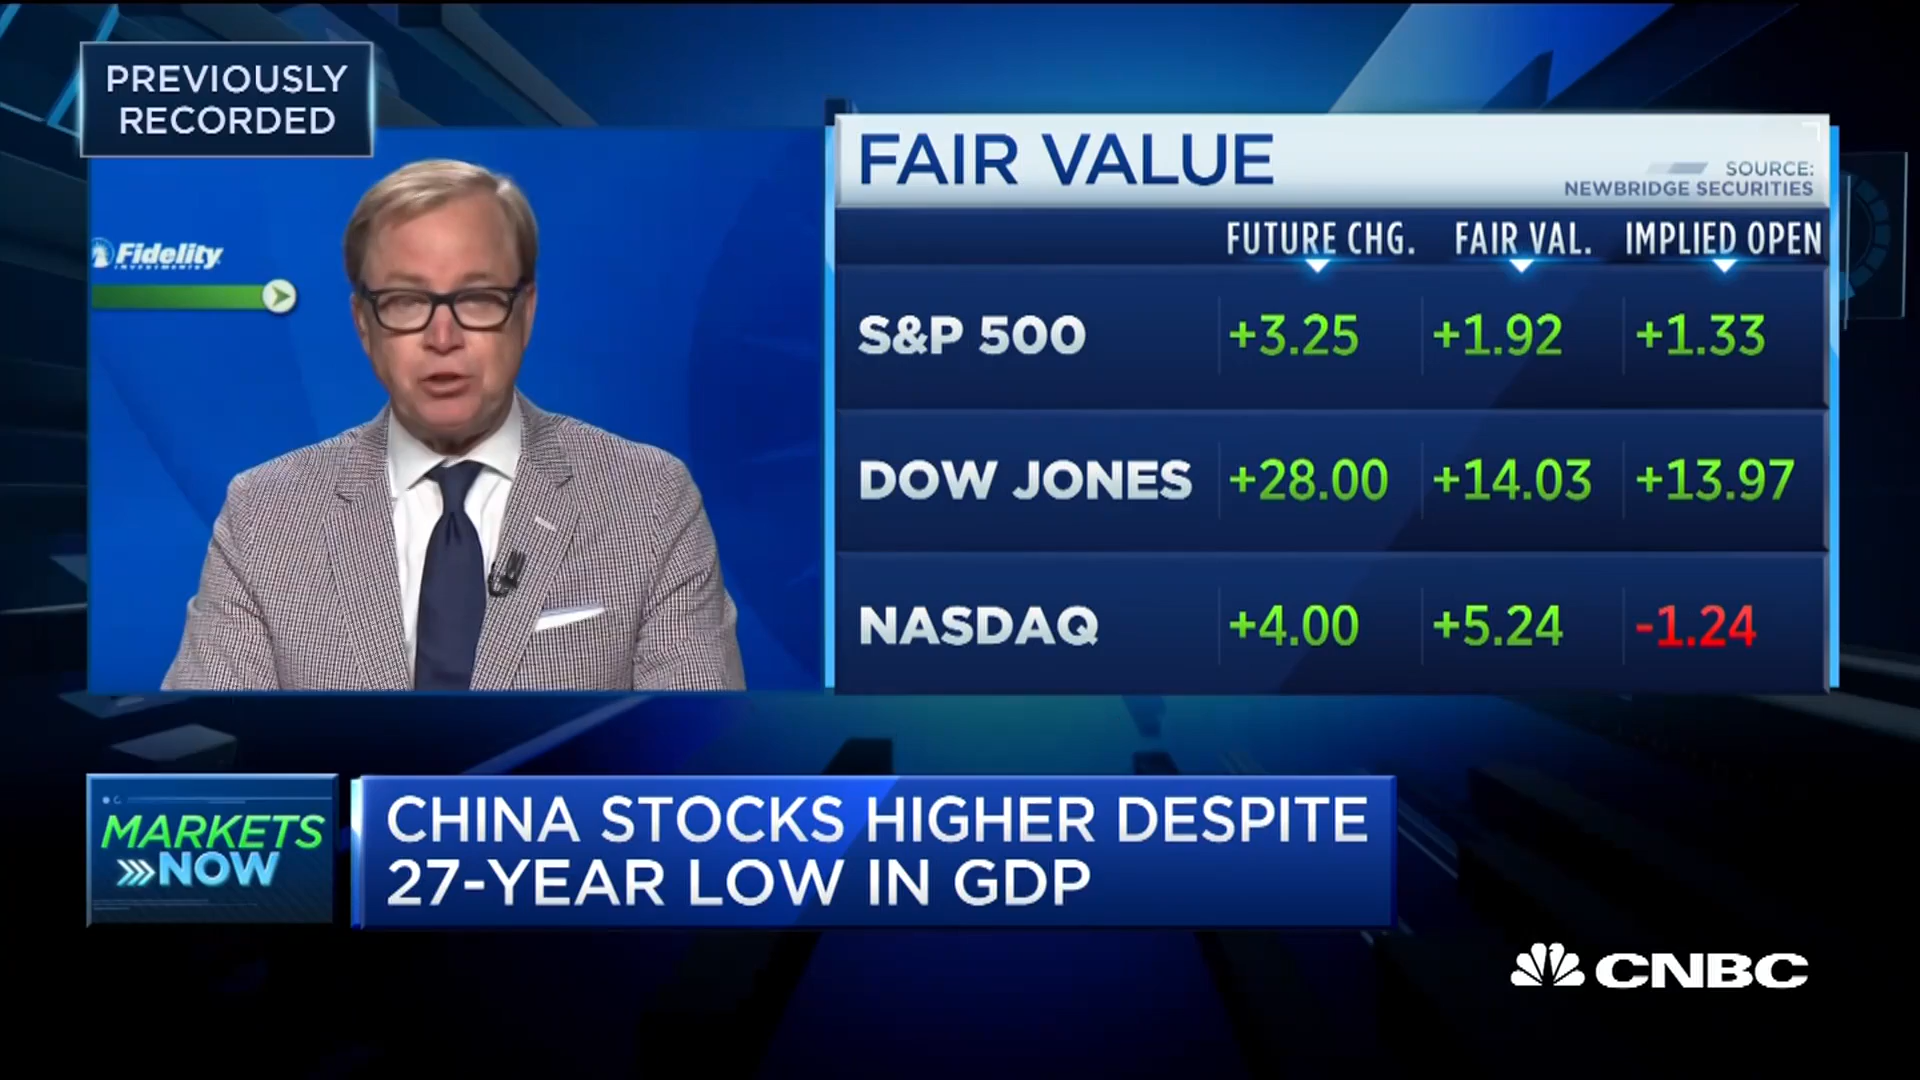 PREVIOUSLY
RECORDED
Fidelity
INVESTMENTS
FAIR VALUE
SOURCE:
NEWBRIDGE SECURITIES
FUTURE CHG. FAIR VAL. IMPLIED OPEN
S&P 500 +3.25 +1.92 +1.33
DOW JONES +28.00 +14.03 +13.97
NASDAQ +4.00 +5.24 -1.24
MARKETS
NOW
CHINA STOCKS HIGHER DESPITE
27-YEAR LOW IN GDP
CNBC